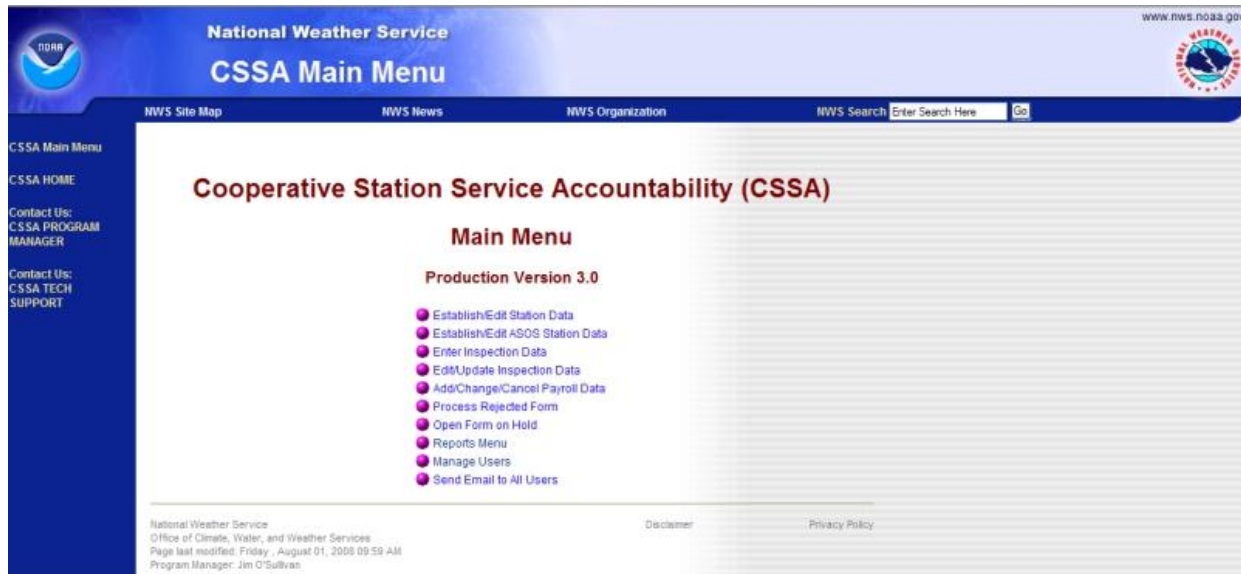 www.nws.noaa.gov
NOAA
National Weather Service
CSSA Main Menu
NWS Site Map
NWS News
NWS Organization
NWS Search
Enter Search Here
Go
CSSA Main Menu
CSSA HOME
Contact Us:
CSSA PROGRAM
MANAGER
Contact Us:
CSSA TECH
SUPPORT
Cooperative Station Service Accountability (CSSA)
Main Menu
Production Version 3.0
Establish/Edit Station Data
Establish/Edit ASOS Station Data
Enter Inspection Data
Edit/Update Inspection Data
Add/Change/Cancel Payroll Data
Process Rejected Form
Open Form on Hold
Reports Menu
Manage Users
Send Email to All Users
National Weather Service
Office of Climate, Water, and Weather Services
Page last modified: Friday , August 01, 2008 09:59 AM
Program Manager: Jim O'Sullivan
Disclaimer
Privacy Policy